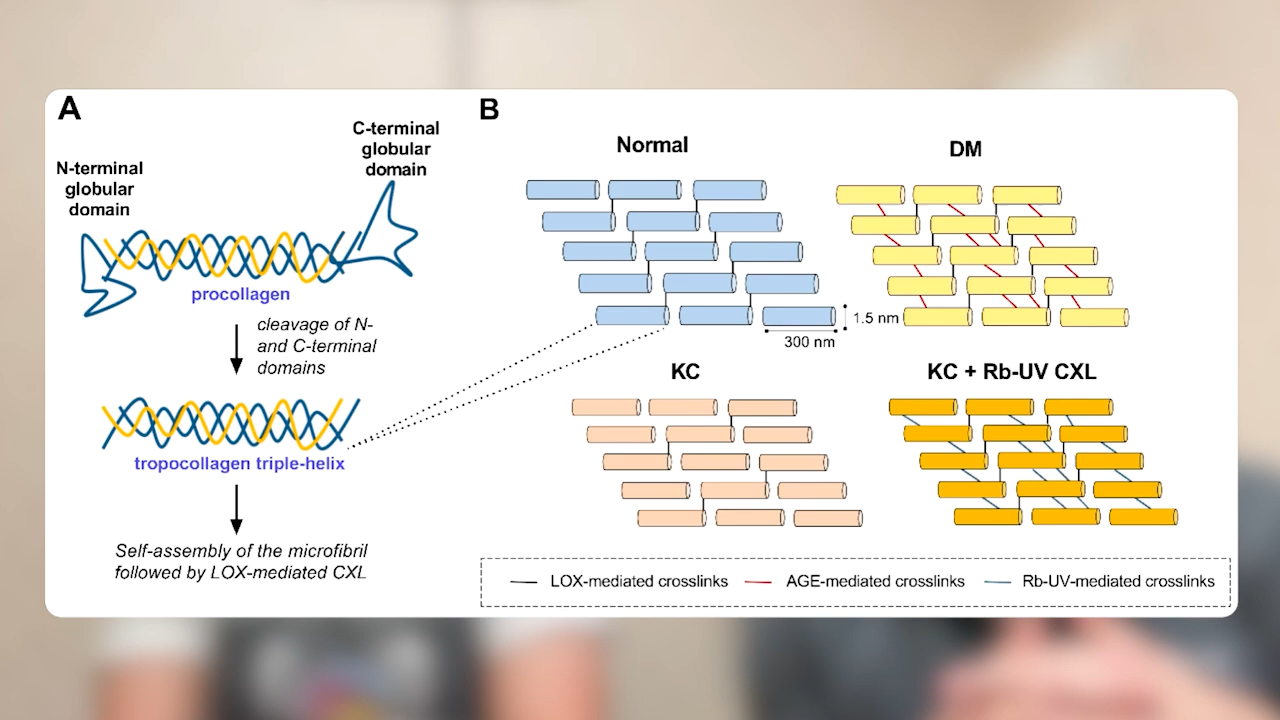 A
N-terminal
globular
domain
C-terminal
globular
domain
procollagen
cleavage of N-
and C-terminal
domains
tropocollagen triple-helix
Self-assembly of the microfibril
followed by LOX-mediated CXL
B
Normal
DM
1.5 nm
300 nm
KC
KC + Rb-UV CXL
LOX-mediated crosslinks
AGE-mediated crosslinks
Rb-UV-mediated crosslinks